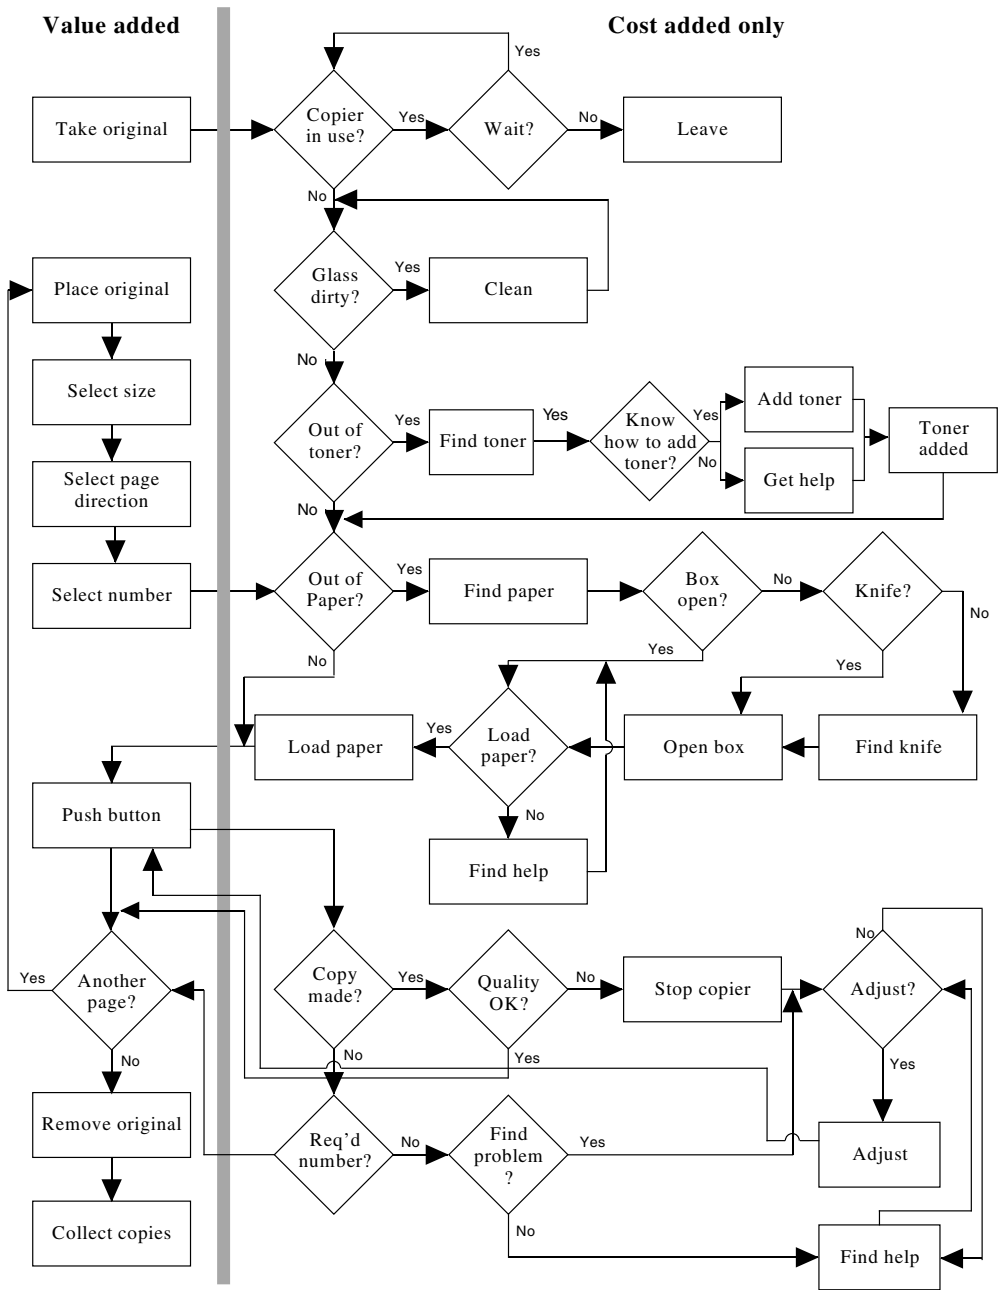 Value added
Cost added only
Yes
Take original
Copier
in use?
Yes
Wait?
No
Leave
No
Place original
Glass
dirty?
Yes
Clean
No
Select size
Out of
toner?
Yes
Find toner
Yes
Know
how to add
toner?
Yes
No
Add toner
Get help
Toner
added
Select page
direction
No
Select number
Out of
Paper?
Yes
Find paper
Box
open?
No
Knife?
No
No
Yes
Yes
Load paper
Yes
Load
paper?
Open box
Find knife
Push button
No
Find help
Yes
Another
page?
Copy
made?
Yes
Quality
OK?
No
Stop copier
No
Adjust?
No
No
Yes
Yes
Remove original
Req'd
number?
No
Find
problem
?
Yes
Adjust
Collect copies
No
Find help